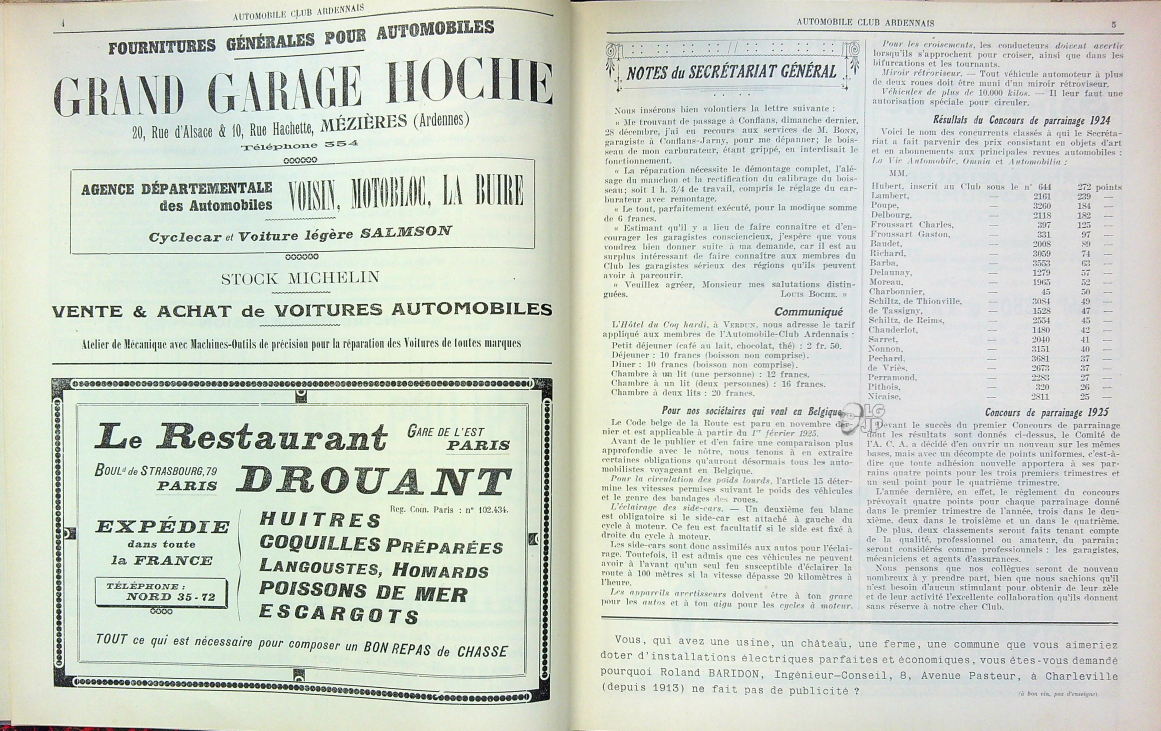 4
AUTOMOBILE CLUB ARDENNAIS
FOURNITURES GÉNÉRALES POUR AUTOMOBILES
GRAND GARAGE HOCHE
20, Rue d'Alsace & 10, Rue Hachette, MÉZIÈRES (Ardennes)
Téléphone 354
AGENCE DÉPARTEMENTALE
des Automobiles
VOISIN, MOTOBLOC, LA BUIRE
Cyclecar et Voiture légère SALMSON
STOCK MICHELIN
VENTE & ACHAT de VOITURES AUTOMOBILES
Atelier de Mécanique avec Machines-Outils de précision pour la réparation des Voitures de toutes marques
Le Restaurant GARE DE L'EST
PARIS
BOUL<sup>d</sup> de STRASBOURG, 79
PARIS
DROUANT
Reg. Com. Paris : n° 102.434.
EXPÉDIE
dans toute
la FRANCE
TÉLÉPHONE :
NORD 35-72
HUITRES
COQUILLES PRÉPARÉES
LANGOUSTES, HOMARDS
POISSONS DE MER
ESCARGOTS
TOUT ce qui est nécessaire pour composer un BON REPAS de CHASSE
AUTOMOBILE CLUB ARDENNAIS
5
NOTES du SECRÉTARIAT GÉNÉRAL
Nous insérons bien volontiers la lettre suivante :
« Me trouvant de passage à Conflans, dimanche dernier,
28 décembre, j'ai eu recours aux services de M. BONN,
garagiste à Conflans-Jarny, pour me dépanner; le bois-
seau de mon carburateur, étant grippé, en interdisait le
fonctionnement.
« La réparation nécessite le démontage complet, l'alé-
sage du manchon et la rectification du calibrage du bois-
seau; soit 1 h. 3/4 de travail, compris le réglage du car-
burateur avec remontage.
« Le tout, parfaitement exécuté, pour la modique somme
de 6 francs.
« Estimant qu'il y a lieu de faire connaître et d'en-
courager les garagistes consciencieux, j'espère que vous
voudrez bien donner suite à ma demande, car il est au
surplus intéressant de faire connaître aux membres du
Club les garagistes sérieux des régions qu'ils peuvent
avoir à parcourir.
« Veuillez agréer, Monsieur mes salutations distin-
guées. LOUIS BOCHE. »
Communiqué
L'Hôtel du Coq hardi, à VERDUN, nous adresse le tarif
appliqué aux membres de l'Automobile-Club Ardennais :
Petit déjeuner (café au lait, chocolat, thé) : 2 fr. 50.
Déjeuner : 10 francs (boisson non comprise).
Dîner : 10 francs (boisson non comprise).
Chambre à un lit (une personne) : 12 francs.
Chambre à un lit (deux personnes) : 16 francs.
Chambre à deux lits : 20 francs.
Pour nos sociétaires qui vont en Belgique
Le Code belge de la Route est paru en novembre der-
nier et est applicable à partir du 1er février 1925.
Avant de le publier et d'en faire une comparaison plus
approfondie avec le nôtre, nous tenons à en extraire
certaines obligations qu'auront désormais tous les auto-
mobilistes voyageant en Belgique.
Pour la circulation des poids lourds, l'article 15 déter-
mine les vitesses permises suivant le poids des véhicules
et le genre des bandages des roues.
L'éclairage des side-cars. — Un deuxième feu blanc
est obligatoire si le side-car est attaché à gauche du
cycle à moteur. Ce feu est facultatif si le side est fixé à
droite du cycle à moteur.
Les side-cars sont donc assimilés aux autos pour l'éclai-
rage. Toutefois, il est admis que ces véhicules ne peuvent
avoir à l'avant qu'un seul feu susceptible d'éclairer la
route à 100 mètres si la vitesse dépasse 20 kilomètres à
l'heure.
Les appareils avertisseurs doivent être à ton grave
pour les autos et à ton aigu pour les cycles à moteur.
Pour les croisements, les conducteurs doivent avertir
lorsqu'ils s'approchent pour croiser, ainsi que dans les
bifurcations et les tournants.
Miroir rétroviseur. — Tout véhicule automoteur à plus
de deux roues doit être muni d'un miroir rétroviseur.
Véhicules de plus de 10.000 kilos. — Il leur faut une
autorisation spéciale pour circuler.
Résultats du Concours de parrainage 1924
Voici le nom des concurrents classés à qui le Secréta-
riat a fait parvenir des prix consistant en objets d'art
et en abonnements aux principales revues automobiles :
La Vie Automobile, Omnia et Automobilia :
MM.
Hubert, inscrit au Club sous le n° 644 272 points
Lambert, — 2161 239 —
Poupe, — 3260 184 —
Delbourg, — 2118 182 —
Froussart Charles, — 397 125 —
Froussart Gaston, — 331 97 —
Baudet, — 2008 89 —
Richard, — 3059 74 —
Barba, — 3553 63 —
Delaunay, — 1279 57 —
Moreau, — 1965 52 —
Charbonnier, — 45 50 —
Schiltz, de Thionville, — 3084 49 —
de Tassigny, — 1528 47 —
Schiltz, de Reims, — 2554 45 —
Chauderlot, — 1480 42 —
Sarret, — 2040 41 —
Nonnon, — 3151 40 —
Pechard, — 3681 37 —
de Vriès, — 2673 37 —
Perramond, — 2283 27 —
Pithois, — 320 26 —
Nicaise, — 2811 25 —
Concours de parrainage 1925
Devant le succès du premier Concours de parrainage
dont les résultats sont donnés ci-dessus, le Comité de
l'A. C. A. a décidé d'en ouvrir un nouveau sur les mêmes
bases, mais avec un décompte de points uniformes, c'est-à-
dire que toute adhésion nouvelle apportera à ses par-
rains quatre points pour les trois premiers trimestres et
un seul point pour le quatrième trimestre.
L'année dernière, en effet, le règlement du concours
prévoyait quatre points pour chaque parrainage donné
dans le premier trimestre de l'année, trois dans le deu-
xième, deux dans le troisième et un dans le quatrième.
De plus, deux classements seront faits tenant compte
de la qualité, professionnel ou amateur, du parrain;
seront considérés comme professionnels : les garagistes,
mécaniciens et agents d'assurances.
Nous pensons que nos collègues seront de nouveau
nombreux à y prendre part, bien que nous sachions qu'il
n'est besoin d'aucun stimulant pour obtenir de leur zèle
et de leur activité l'excellente collaboration qu'ils donnent
sans réserve à notre cher Club.
LG
JP
Vous, qui avez une usine, un château, une ferme, une commune que vous aimeriez
doter d'installations électriques parfaites et économiques, vous êtes-vous demandé
pourquoi Roland BARIDON, Ingénieur-Conseil, 8, Avenue Pasteur, à Charleville
(depuis 1913) ne fait pas de publicité ?
(à bon vin, pas d'enseigne)